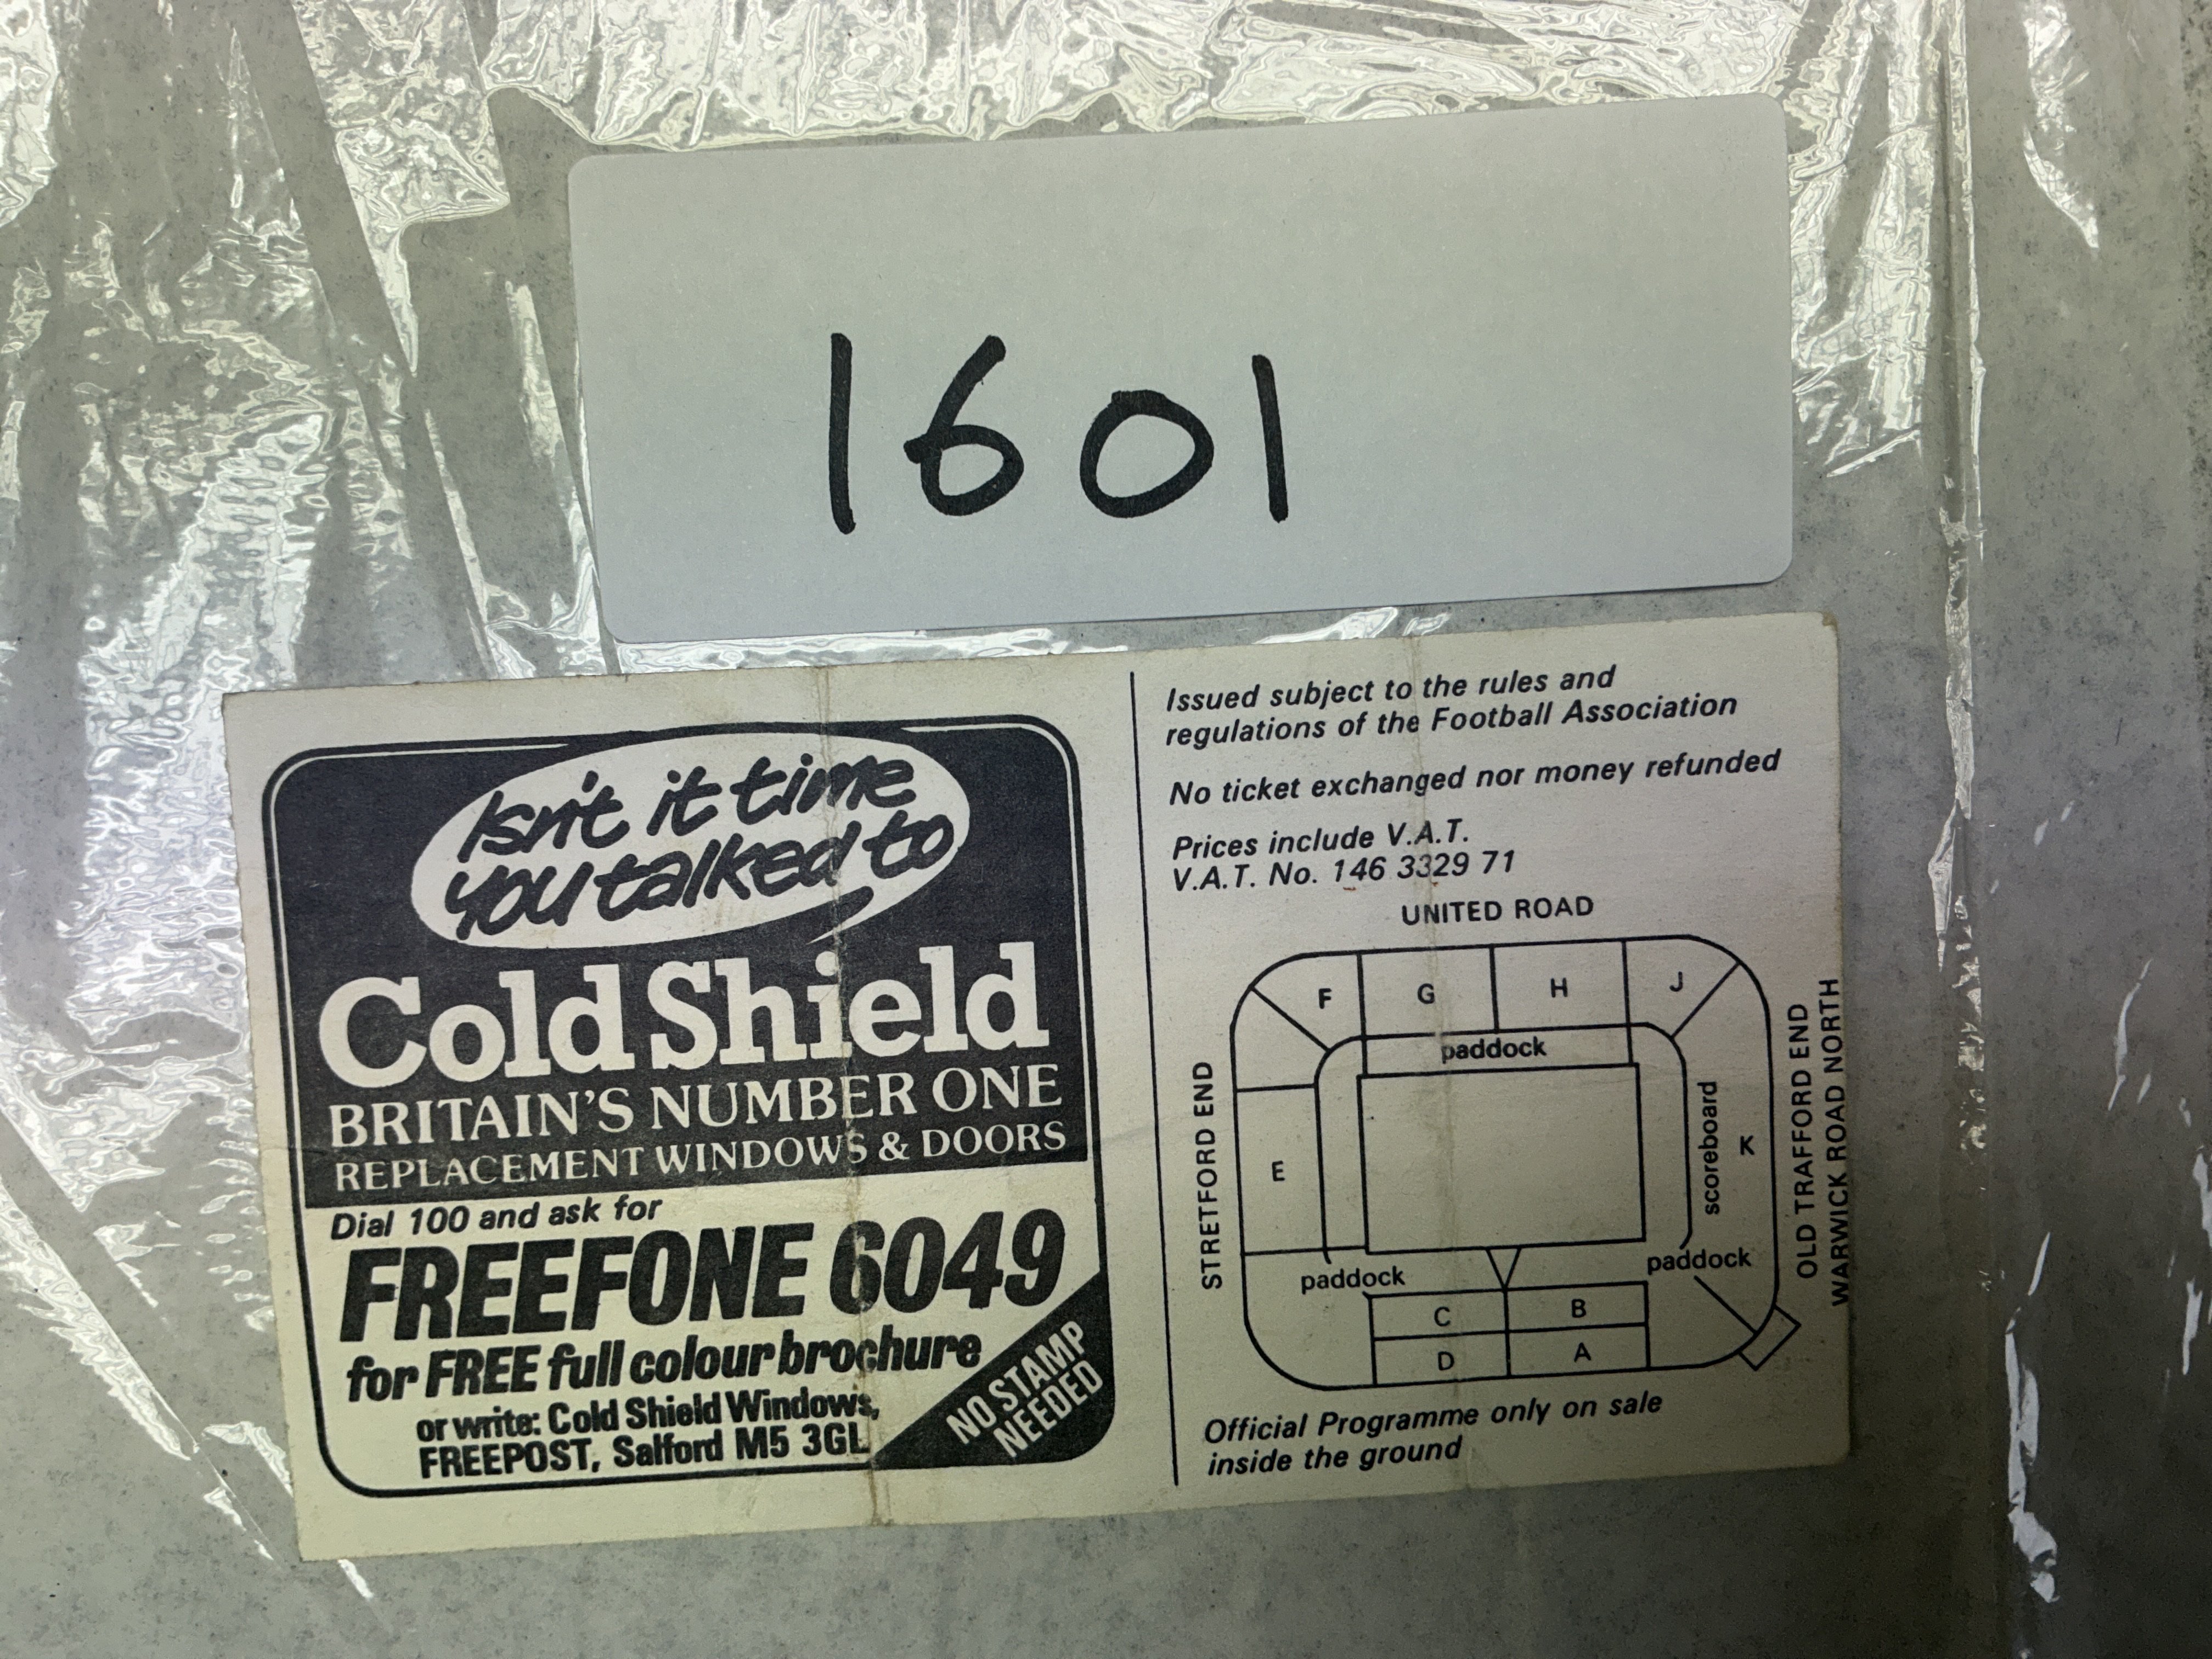 1601
Isn't it time
you talked to
Cold Shield
BRITAIN'S NUMBER ONE
REPLACEMENT WINDOWS & DOORS
Dial 100 and ask for
FREEFONE 6049
for FREE full colour brochure
or write: Cold Shield Windows,
FREEPOST, Salford M5 3GL
NO STAMP
NEEDED
Issued subject to the rules and
regulations of the Football Association
No ticket exchanged nor money refunded
Prices include V.A.T.
V.A.T. No. 146 3329 71
UNITED ROAD
F G H J
paddock
STRETFORD END
E
scoreboard
K
OLD TRAFFORD END
WARWICK ROAD NORTH
paddock
paddock
C B
D A
Official Programme only on sale
inside the ground